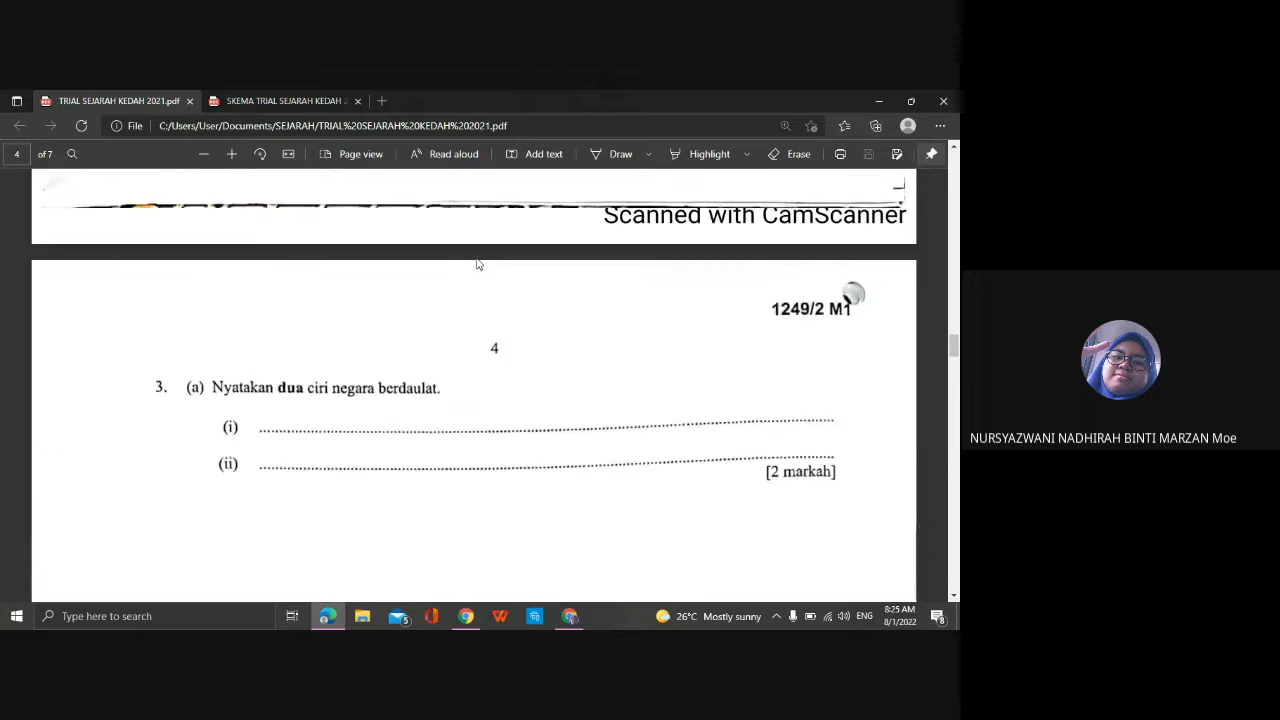 TRIAL SEJARAH KEDAH 2021.pdf
SKEMA TRIAL SEJARAH KEDAH 2
File C:/Users/User/Documents/SEJARAH/TRIAL%20SEJARAH%20KEDAH%202021.pdf
4 of 7 Page view Read aloud Add text Draw Highlight Erase
Scanned with CamScanner
1249/2 M1
4
3. (a) Nyatakan dua ciri negara berdaulat.
(i) ........................................................
(ii) ........................................................
[2 markah]
NURSYAZWANI NADHIRAH BINTI MARZAN Moe
Type here to search
5
26°C Mostly sunny
ENG
8:25 AM
8/1/2022
8